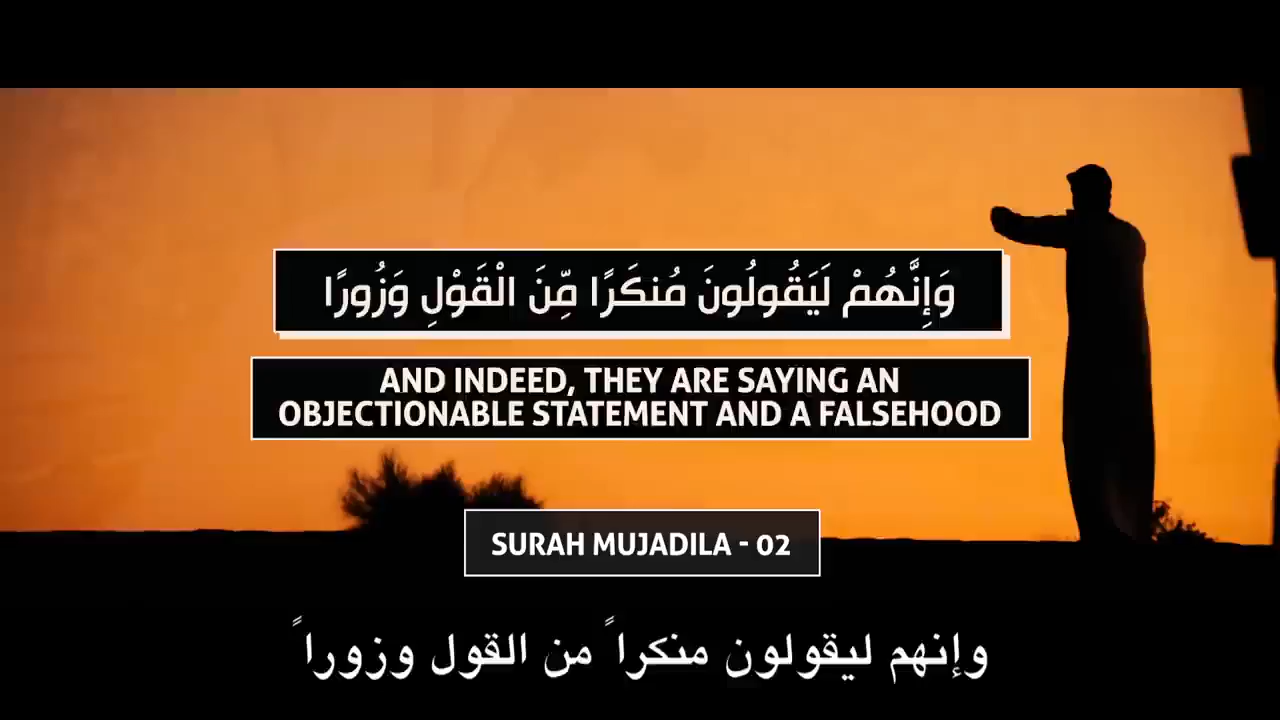 وَإِنَّهُمْ لَيَقُولُونَ مُنكَرًا مِّنَ الْقَوْلِ وَزُورًا
AND INDEED, THEY ARE SAYING AN
OBJECTIONABLE STATEMENT AND A FALSEHOOD
SURAH MUJADILA - 02
وإنهم ليقولون منكراً من القول وزوراً